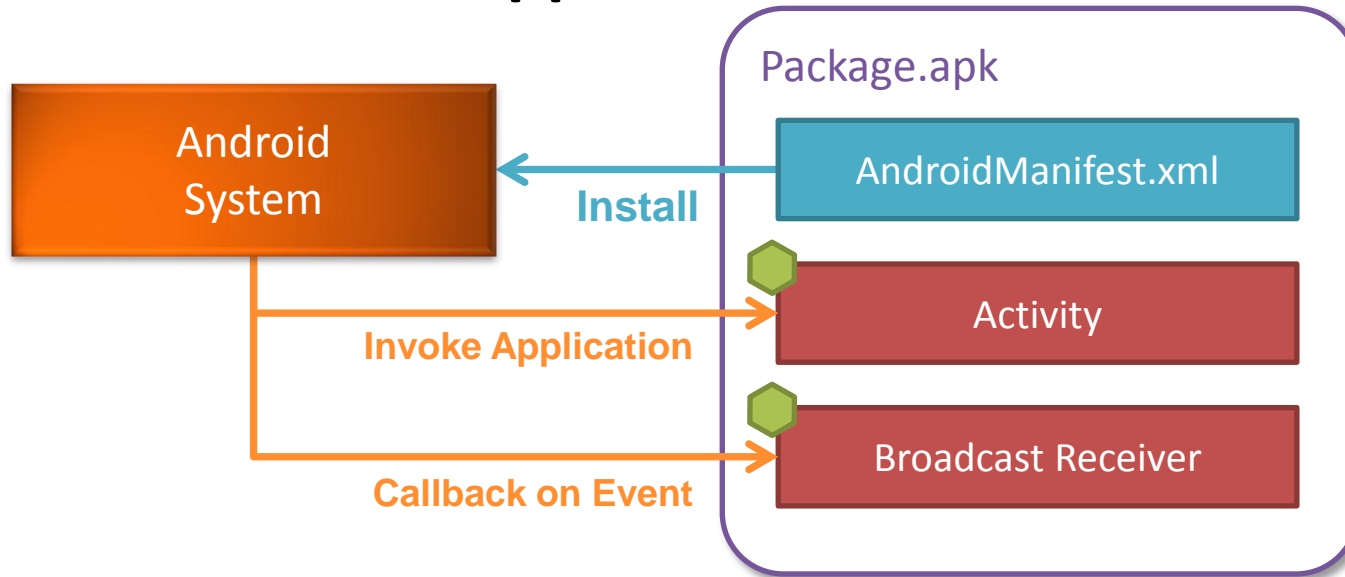 Package.apk
Android
System
AndroidManifest.xml
Install
Activity
Invoke Application
Broadcast Receiver
Callback on Event